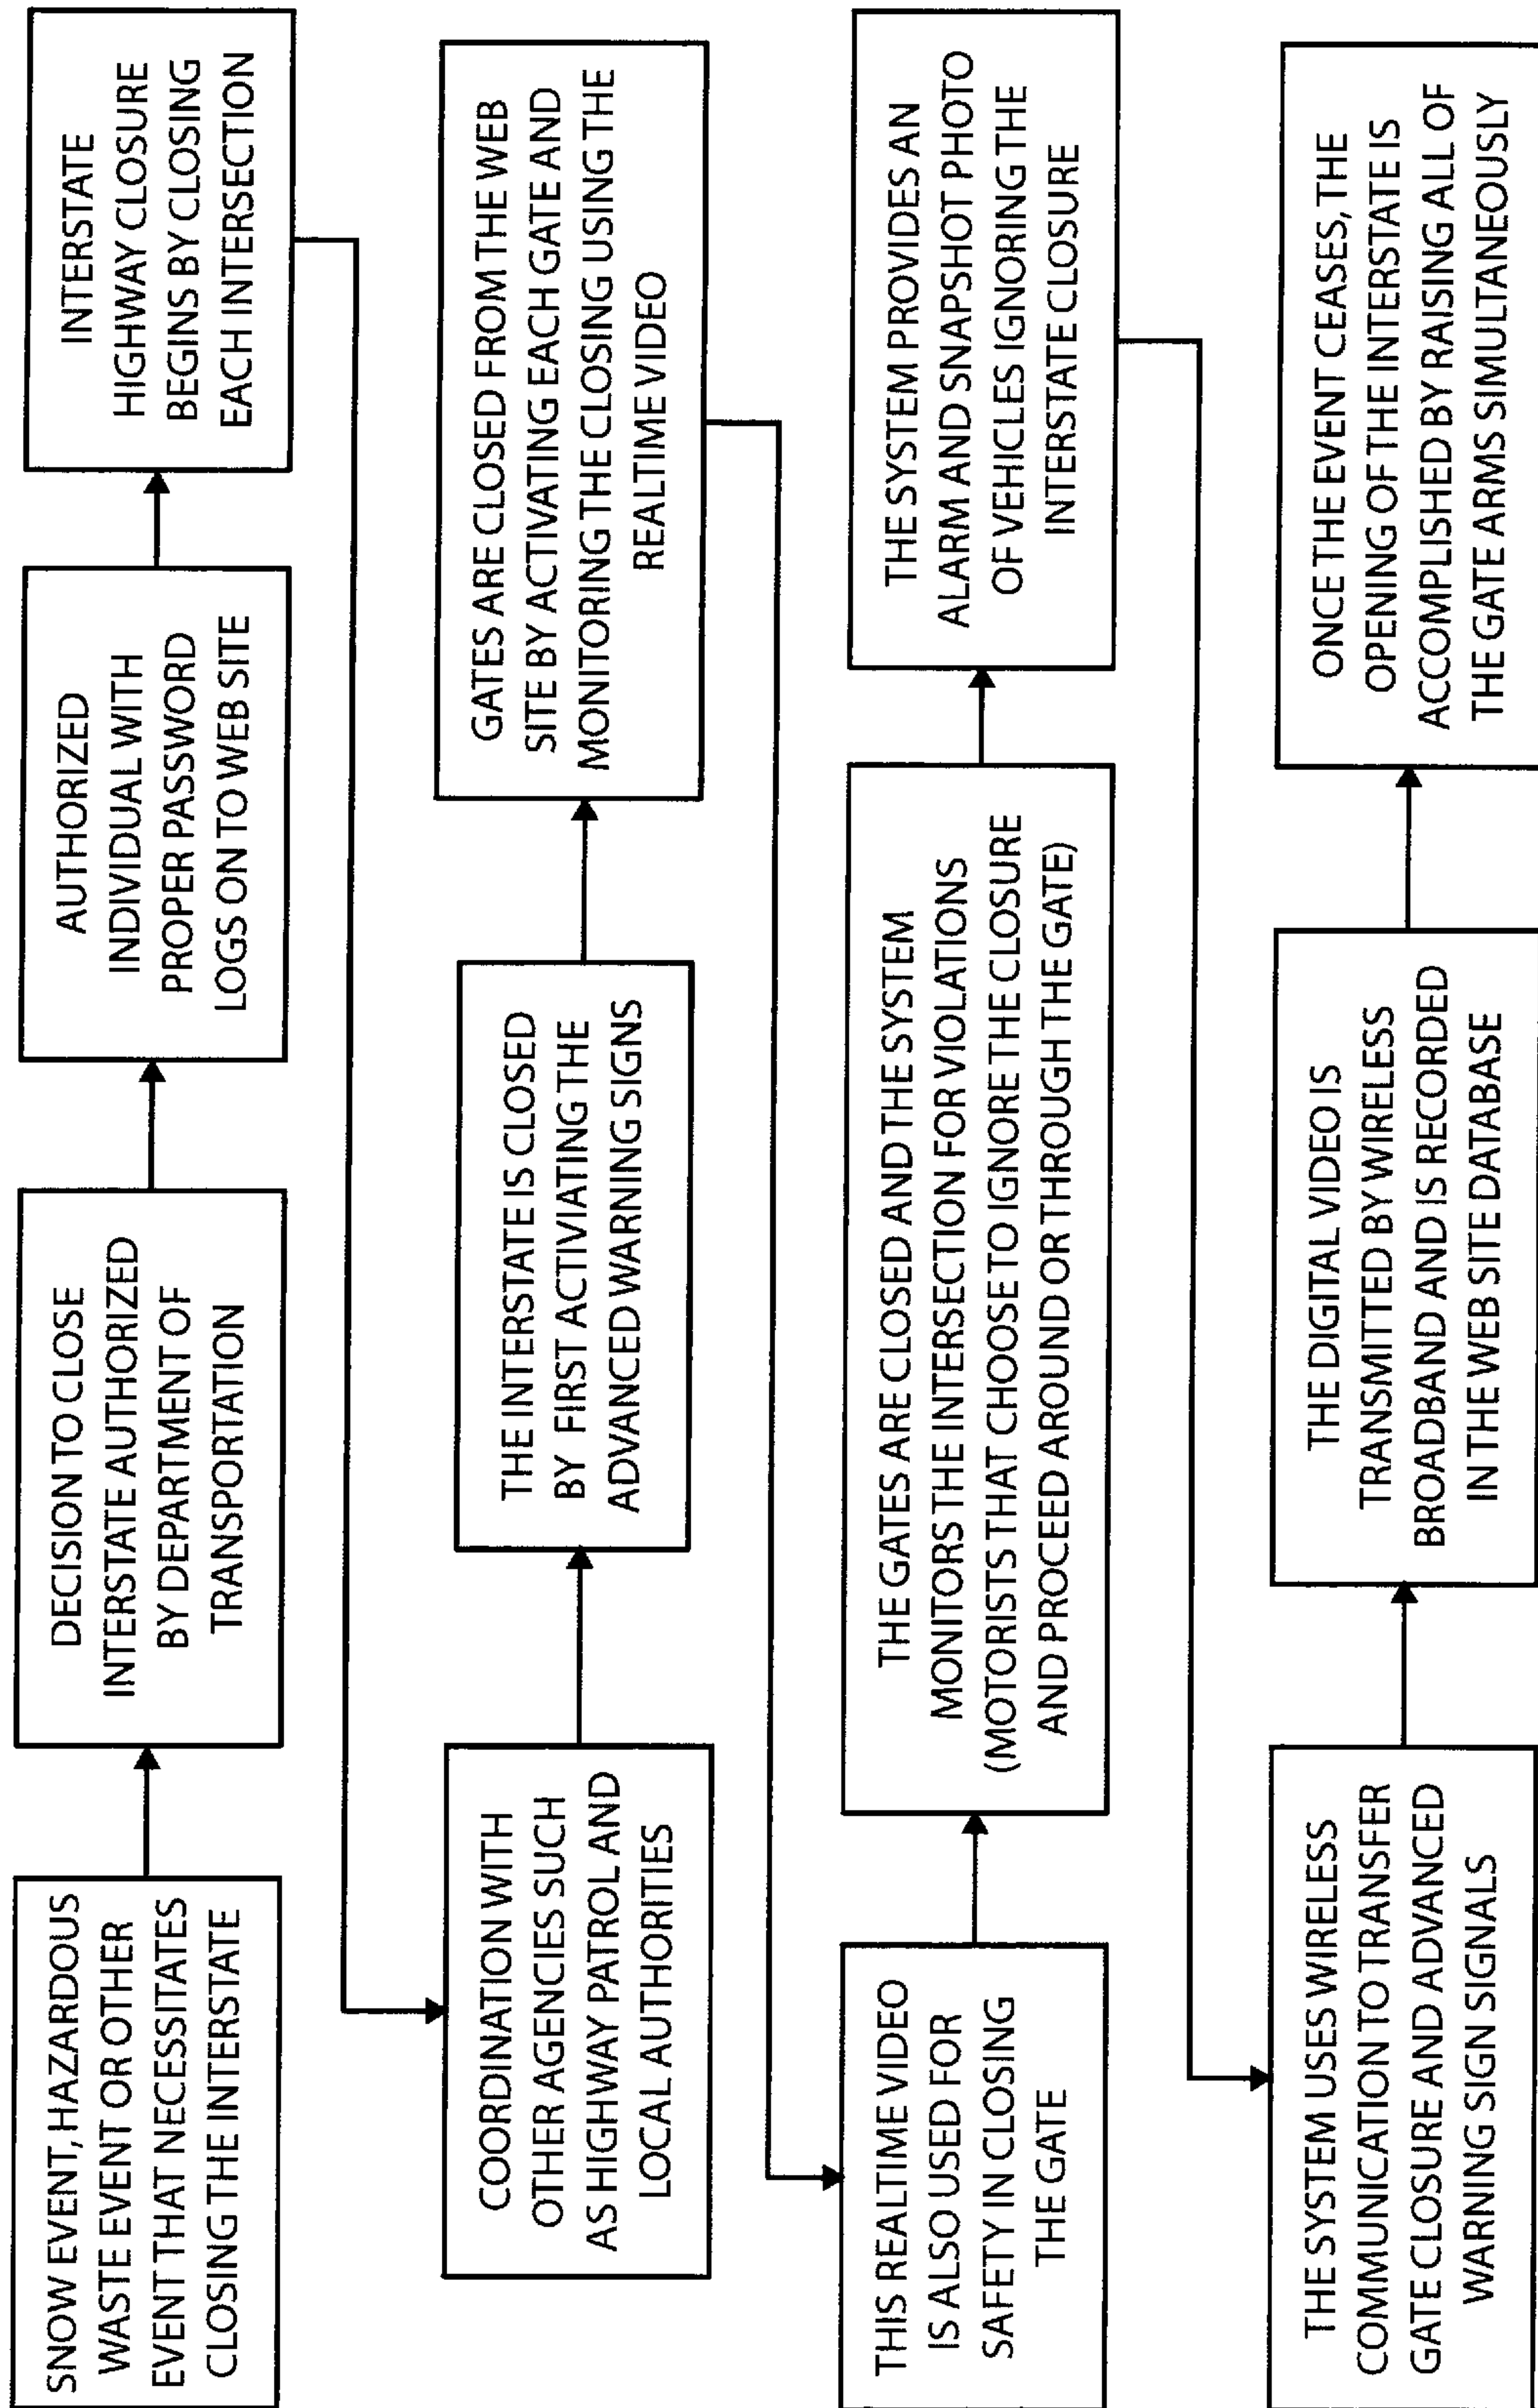 SNOW EVENT, HAZARDOUS
WASTE EVENT OR OTHER
EVENT THAT NECESSITATES
CLOSING THE INTERSTATE
DECISION TO CLOSE
INTERSTATE AUTHORIZED
BY DEPARTMENT OF
TRANSPORTATION
AUTHORIZED
INDIVIDUAL WITH
PROPER PASSWORD
LOGS ON TO WEB SITE
INTERSTATE
HIGHWAY CLOSURE
BEGINS BY CLOSING
EACH INTERSECTION
COORDINATION WITH
OTHER AGENCIES SUCH
AS HIGHWAY PATROL AND
LOCAL AUTHORITIES
THE INTERSTATE IS CLOSED
BY FIRST ACTIVIATING THE
ADVANCED WARNING SIGNS
GATES ARE CLOSED FROM THE WEB
SITE BY ACTIVATING EACH GATE AND
MONITORING THE CLOSING USING THE
REALTIME VIDEO
THIS REALTIME VIDEO
IS ALSO USED FOR
SAFETY IN CLOSING
THE GATE
THE GATES ARE CLOSED AND THE SYSTEM
MONITORS THE INTERSECTION FOR VIOLATIONS
(MOTORISTS THAT CHOOSE TO IGNORE THE CLOSURE
AND PROCEED AROUND OR THROUGH THE GATE)
THE SYSTEM PROVIDES AN
ALARM AND SNAPSHOT PHOTO
OF VEHICLES IGNORING THE
INTERSTATE CLOSURE
THE SYSTEM USES WIRELESS
COMMUNICATION TO TRANSFER
GATE CLOSURE AND ADVANCED
WARNING SIGN SIGNALS
THE DIGITAL VIDEO IS
TRANSMITTED BY WIRELESS
BROADBAND AND IS RECORDED
IN THE WEB SITE DATABASE
ONCE THE EVENT CEASES, THE
OPENING OF THE INTERSTATE IS
ACCOMPLISHED BY RAISING ALL OF
THE GATE ARMS SIMULTANEOUSLY